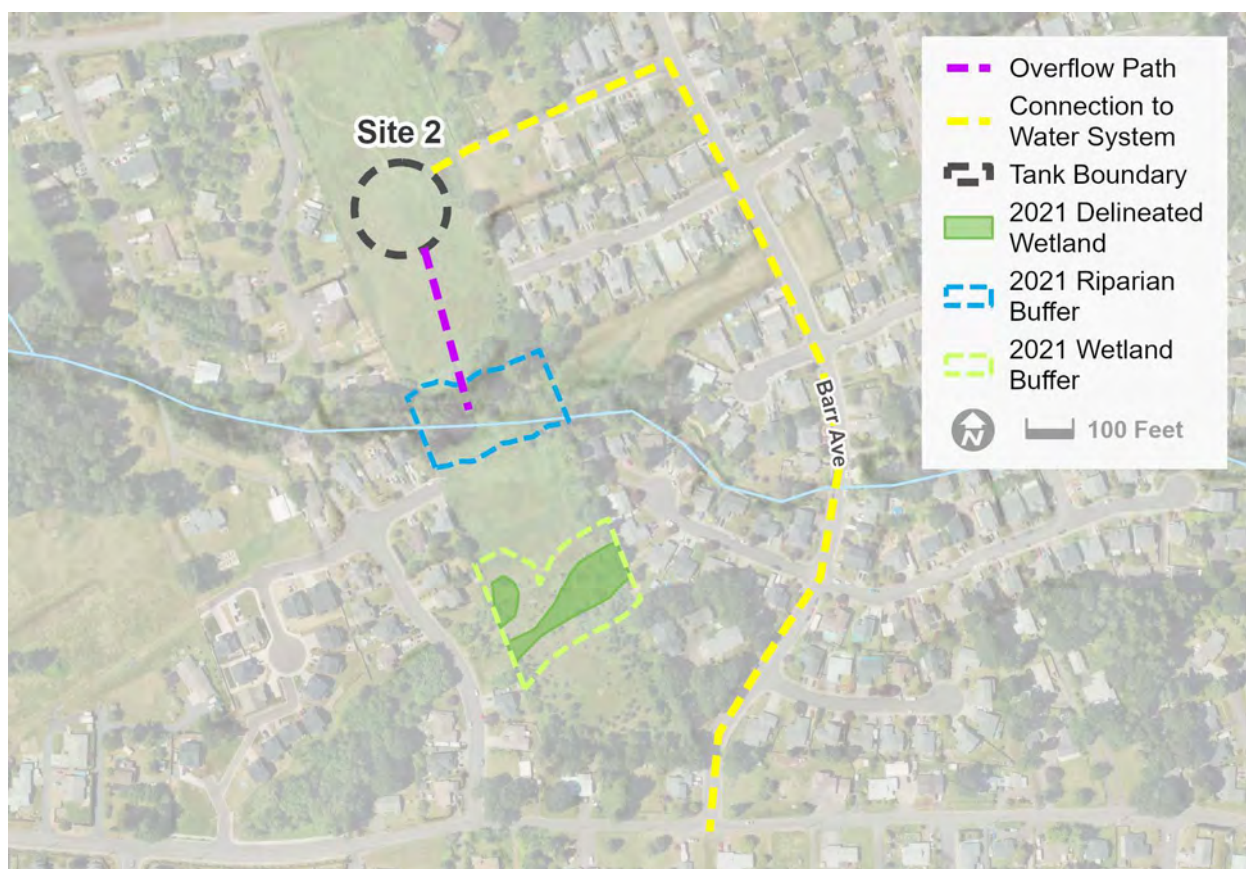 Site 2
Overflow Path
Connection to
Water System
Tank Boundary
2021 Delineated
Wetland
2021 Riparian
Buffer
2021 Wetland
Buffer
N
100 Feet
Barr Ave